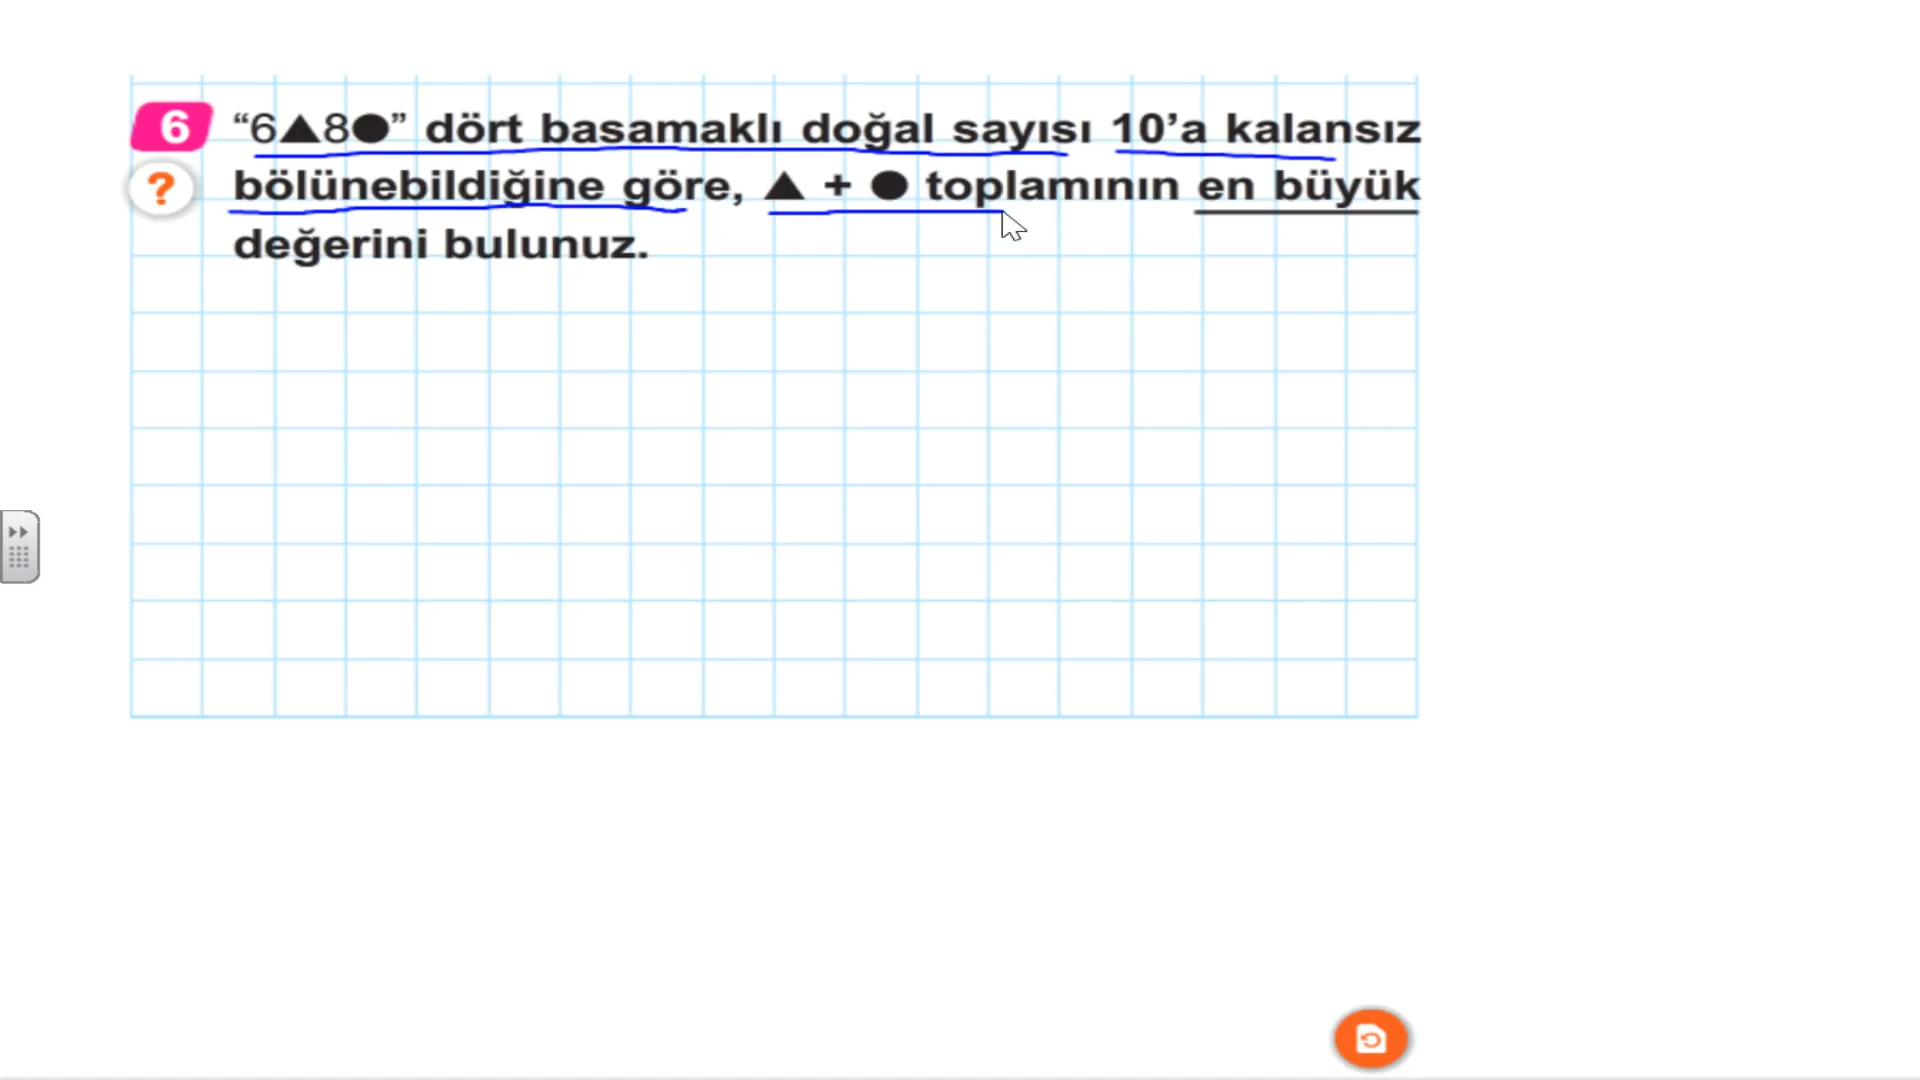 6 “6▲8●” dört basamaklı doğal sayısı 10’a kalansız
? bölünebildiğine göre, ▲ + ● toplamının en büyük
değerini bulunuz.